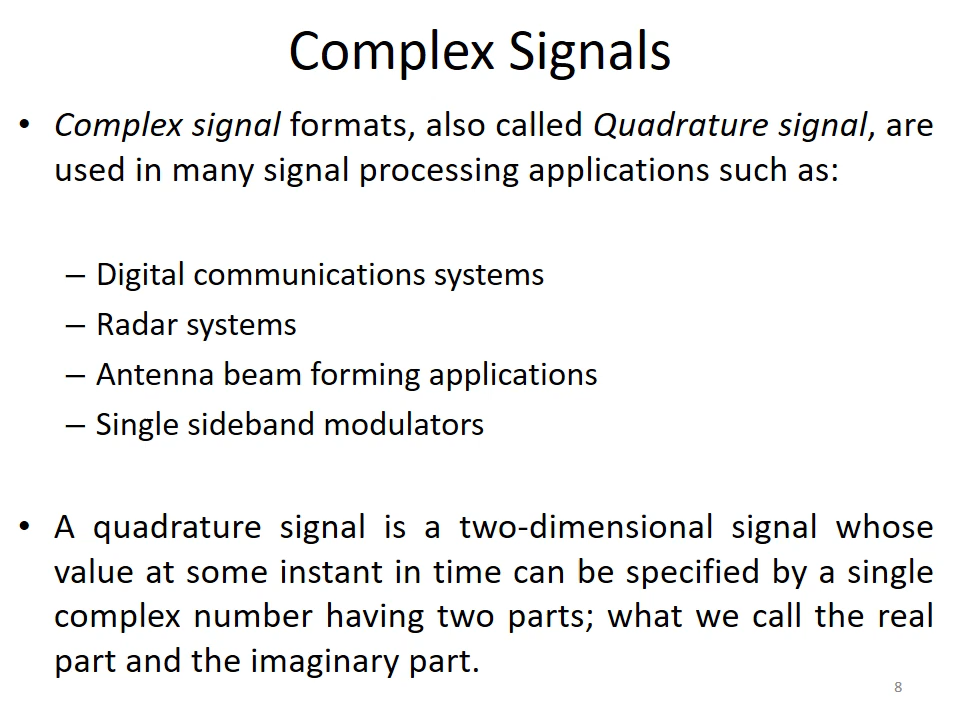 Complex Signals
• Complex signal formats, also called Quadrature signal, are
used in many signal processing applications such as:
– Digital communications systems
– Radar systems
– Antenna beam forming applications
– Single sideband modulators
• A quadrature signal is a two-dimensional signal whose
value at some instant in time can be specified by a single
complex number having two parts; what we call the real
part and the imaginary part.
8